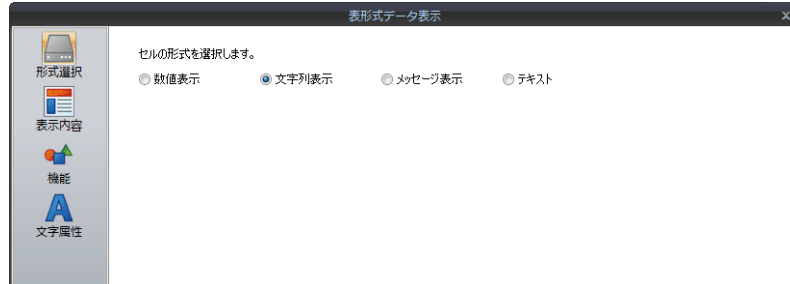 表形式データ表示
形式選択
表示内容
機能
文字属性
セルの形式を選択します。
数値表示 文字列表示 メッセージ表示 テキスト